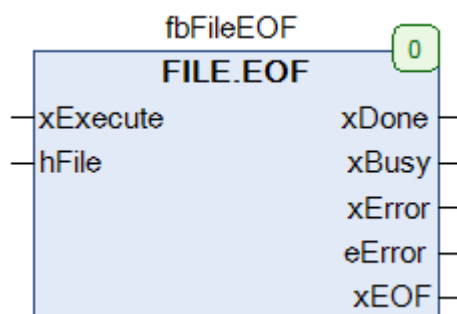 fbFileEOF
0
FILE.EOF
xExecute xDone
hFile xBusy
xError
eError
xEOF